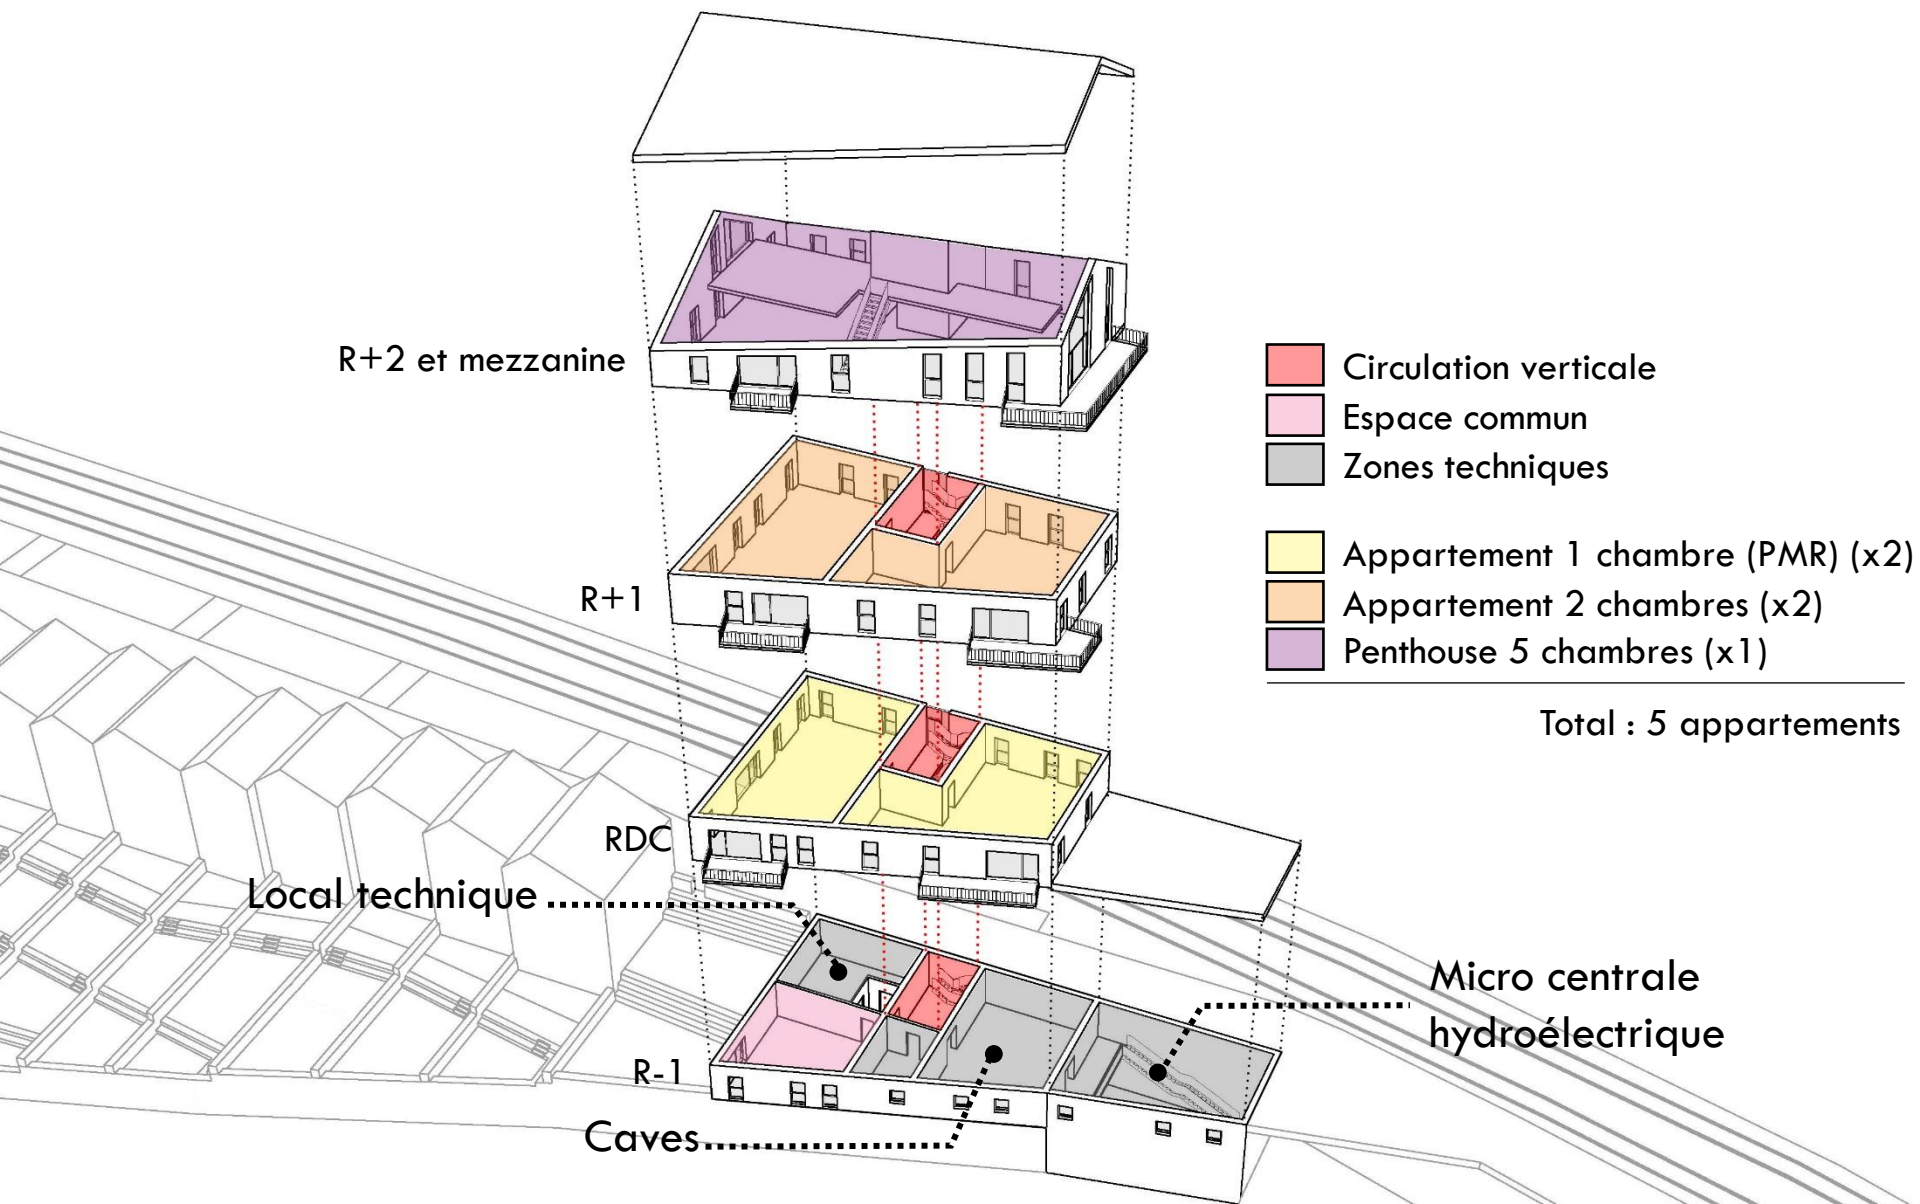 R+2 et mezzanine
R+1
RDC
Local technique
R-1
Caves
Micro centrale
hydroélectrique
Circulation verticale
Espace commun
Zones techniques
Appartement 1 chambre (PMR) (x2)
Appartement 2 chambres (x2)
Penthouse 5 chambres (x1)
Total : 5 appartements